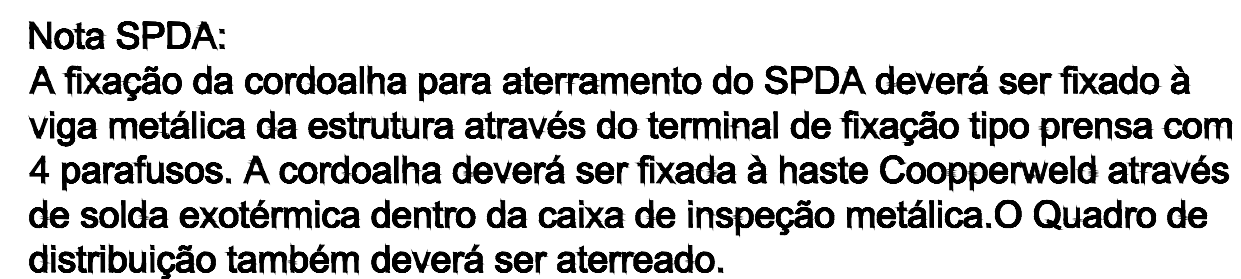 Nota SPDA:
A fixação da cordoalha para aterramento do SPDA deverá ser fixado à
viga metálica da estrutura através do terminal de fixação tipo prensa com
4 parafusos. A cordoalha deverá ser fixada à haste Coopperweld através
de solda exotérmica dentro da caixa de inspeção metálica.O Quadro de
distribuição também deverá ser aterreado.